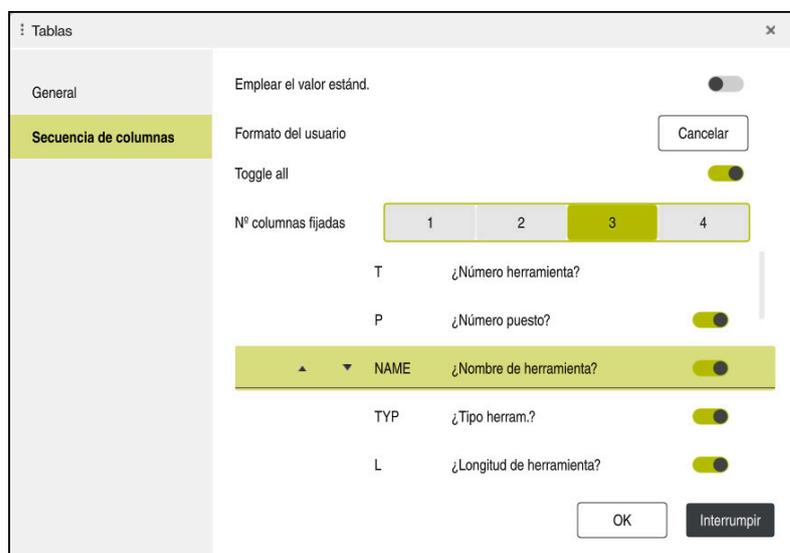 Tablas
General
Secuencia de columnas
Emplear el valor estánd.
Formato del usuario Cancelar
Toggle all
Nº columnas fijadas 1 2 3 4
T ¿Número herramienta?
P ¿Número puesto?
NAME ¿Nombre de herramienta?
TYP ¿Tipo herram.?
L ¿Longitud de herramienta?
OK Interrumpir